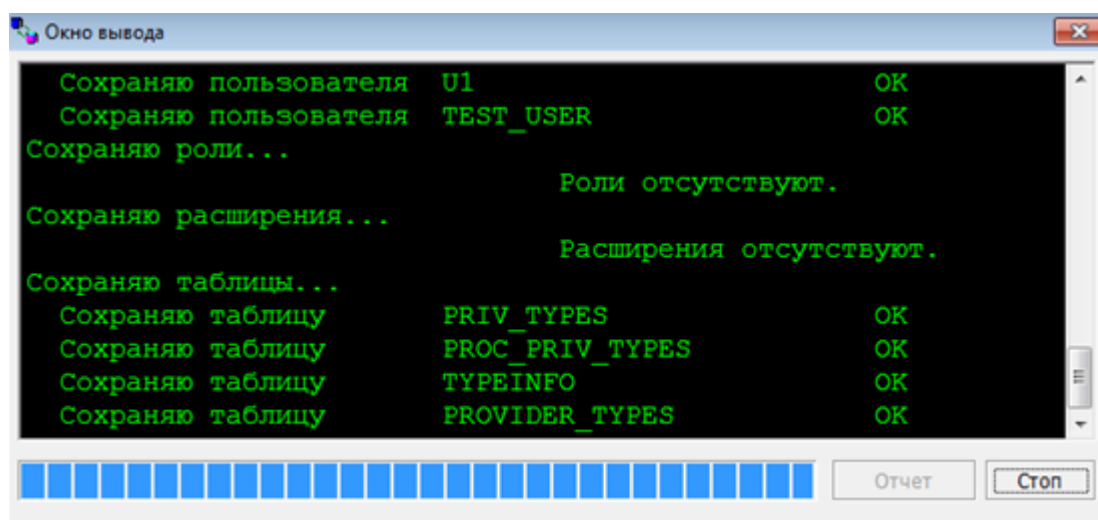 Окно вывода
Сохраняю пользователя U1 OK
Сохраняю пользователя TEST_USER OK
Сохраняю роли...
Роли отсутствуют.
Сохраняю расширения...
Расширения отсутствуют.
Сохраняю таблицы...
Сохраняю таблицу PRIV_TYPES OK
Сохраняю таблицу PROC_PRIV_TYPES OK
Сохраняю таблицу TYPEINFO OK
Сохраняю таблицу PROVIDER_TYPES OK
Отчет Стоп